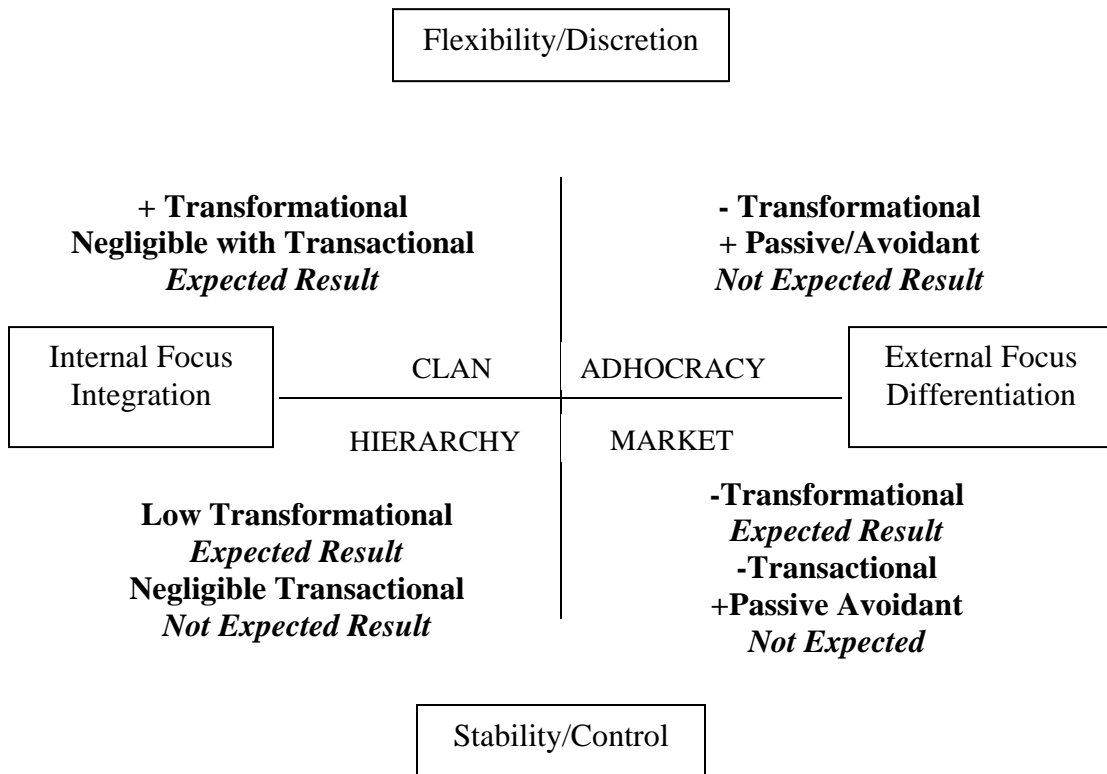 Flexibility/Discretion
+ Transformational
Negligible with Transactional
Expected Result
- Transformational
+ Passive/Avoidant
Not Expected Result
Internal Focus
Integration
CLAN
ADHOCRACY
External Focus
Differentiation
HIERARCHY
MARKET
Low Transformational
Expected Result
Negligible Transactional
Not Expected Result
-Transformational
Expected Result
-Transactional
+Passive Avoidant
Not Expected
Stability/Control